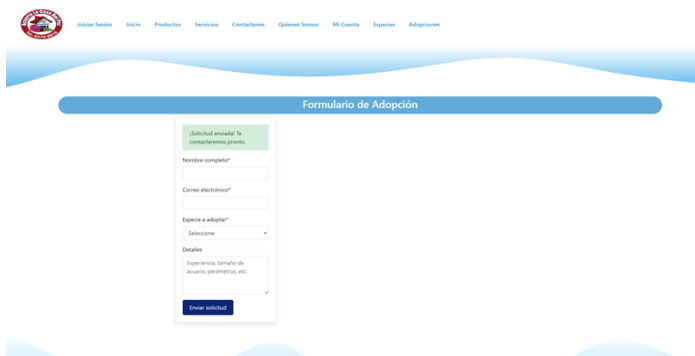 Iniciar Sesión Inicio Productos Servicios Contáctenos Quiénes Somos Mi Cuenta Especies Adopciones
Formulario de Adopción
¡Solicitud enviada! Te
contactaremos pronto.
Nombre completo*
Correo electrónico*
Especie a adoptar*
Seleccione
Detalles
Experiencia, tamaño de
acuario, parámetros, etc.
Enviar solicitud